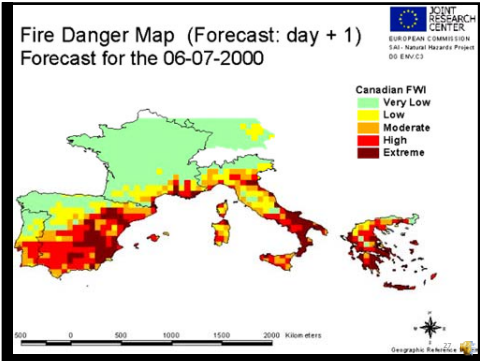 Fire Danger Map (Forecast: day + 1)
Forecast for the 06-07-2000
JOINT
RESEARCH
CENTER
EUROPEAN COMMISSION
SAI - Natural Hazards Project
DG ENV.C3
Canadian FWI
Very Low
Low
Moderate
High
Extreme
500 0 500 1000 1500 2000 Kilometers
27
Geographic Reference